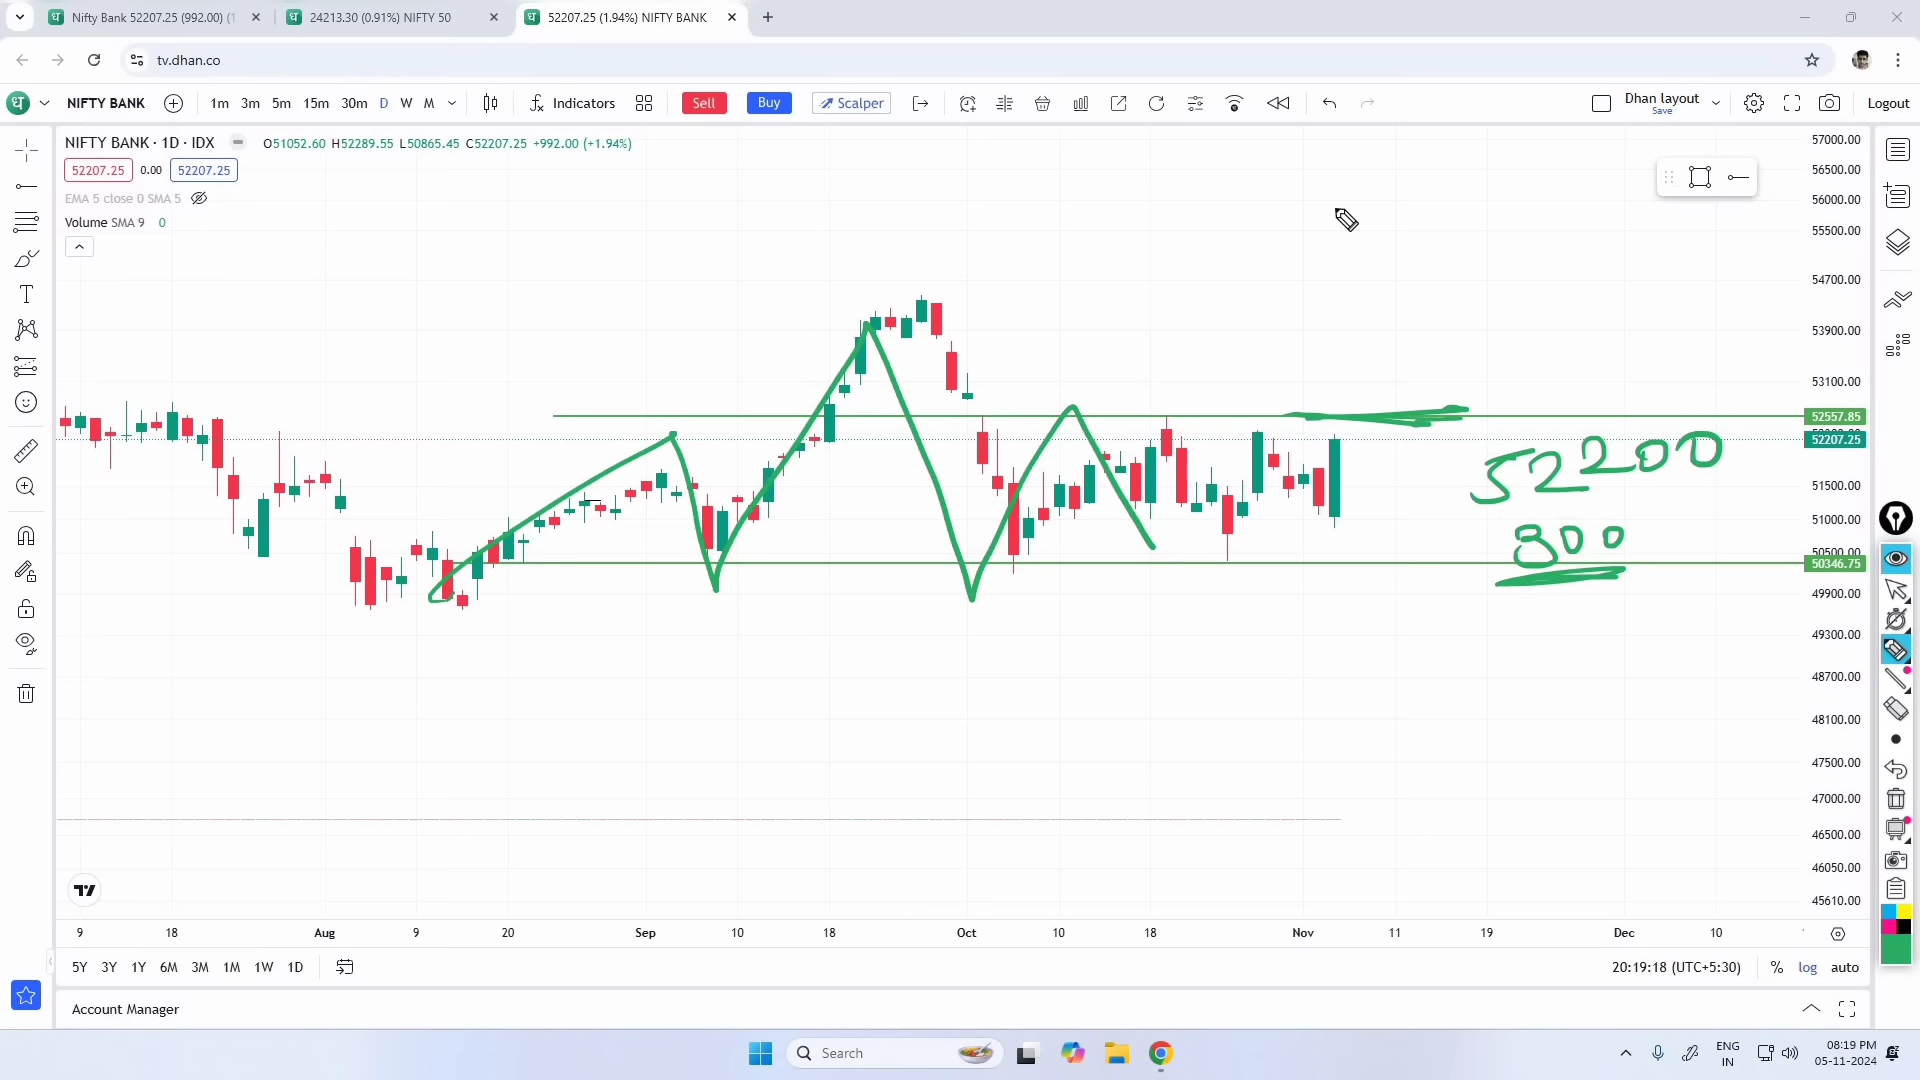 Nifty Bank 52207.25 (992.00) (1
24213.30 (0.91%) NIFTY 50
52207.25 (1.94%) NIFTY BANK
tv.dhan.co
NIFTY BANK 1m 3m 5m 15m 30m D W M Indicators Sell Buy Scalper Dhan layout Save Logout
NIFTY BANK · 1D · IDX O51052.60 H52289.55 L50865.45 C52207.25 +992.00 (+1.94%)
52207.25 0.00 52207.25
EMA 5 close 0 SMA 5
Volume SMA 9 0
57000.00
56500.00
56000.00
55500.00
54700.00
53900.00
53100.00
52557.85
52207.25
51500.00
51000.00
50500.00
50346.75
49900.00
49300.00
48700.00
48100.00
47500.00
47000.00
46500.00
46050.00
45610.00
52200
800
9 18 Aug 9 20 Sep 10 18 Oct 10 18 Nov 11 19 Dec 10
5Y 3Y 1Y 6M 3M 1M 1W 1D 20:19:18 (UTC+5:30) % log auto
Account Manager
Search
ENG
IN
08:19 PM
05-11-2024